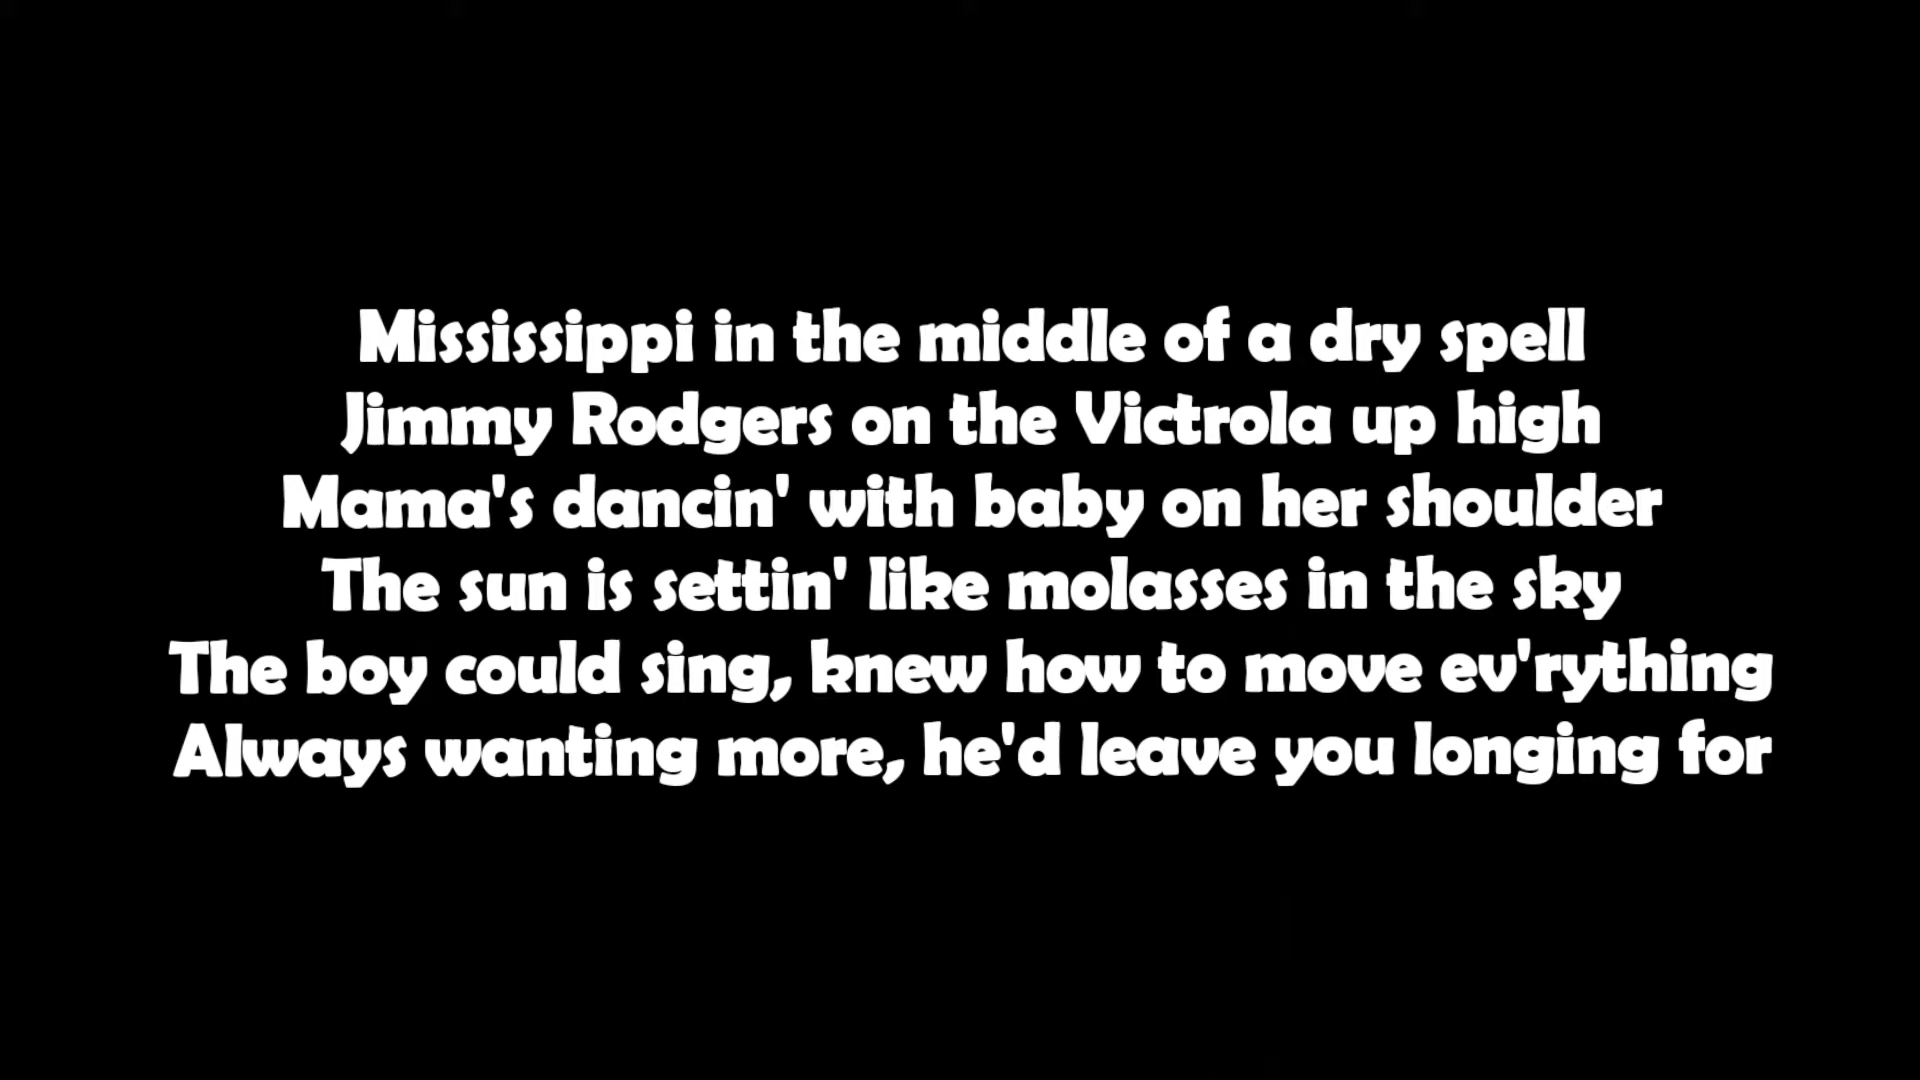 Mississippi in the middle of a dry spell
Jimmy Rodgers on the Victrola up high
Mama's dancin' with baby on her shoulder
The sun is settin' like molasses in the sky
The boy could sing, knew how to move ev'rything
Always wanting more, he'd leave you longing for